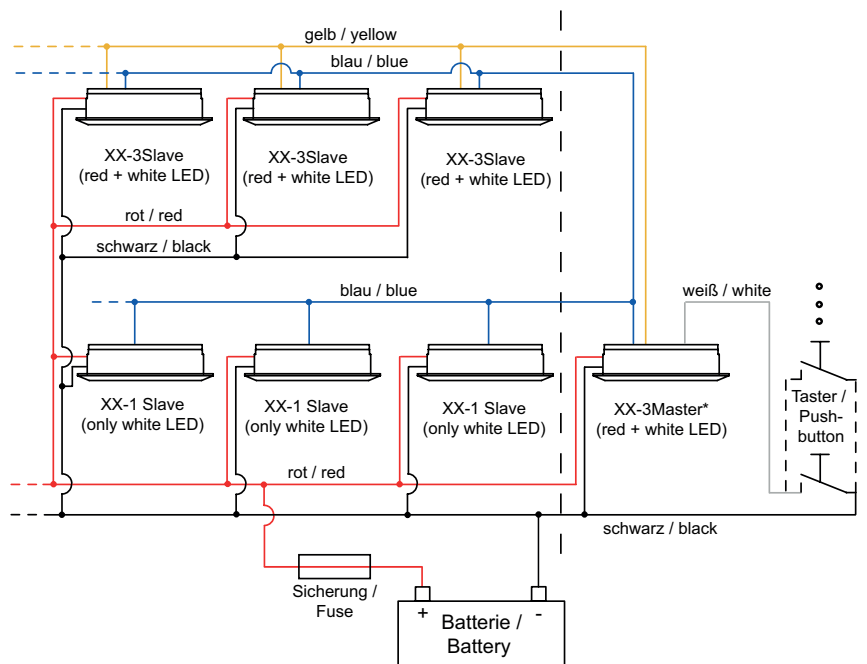 gelb / yellow
blau / blue
XX-3Slave
(red + white LED)
XX-3Slave
(red + white LED)
XX-3Slave
(red + white LED)
rot / red
schwarz / black
blau / blue
weiß / white
XX-1 Slave
(only white LED)
XX-1 Slave
(only white LED)
XX-1 Slave
(only white LED)
XX-3Master*
(red + white LED)
Taster /
Push-
button
rot / red
schwarz / black
Sicherung /
Fuse
+
-
Batterie /
Battery